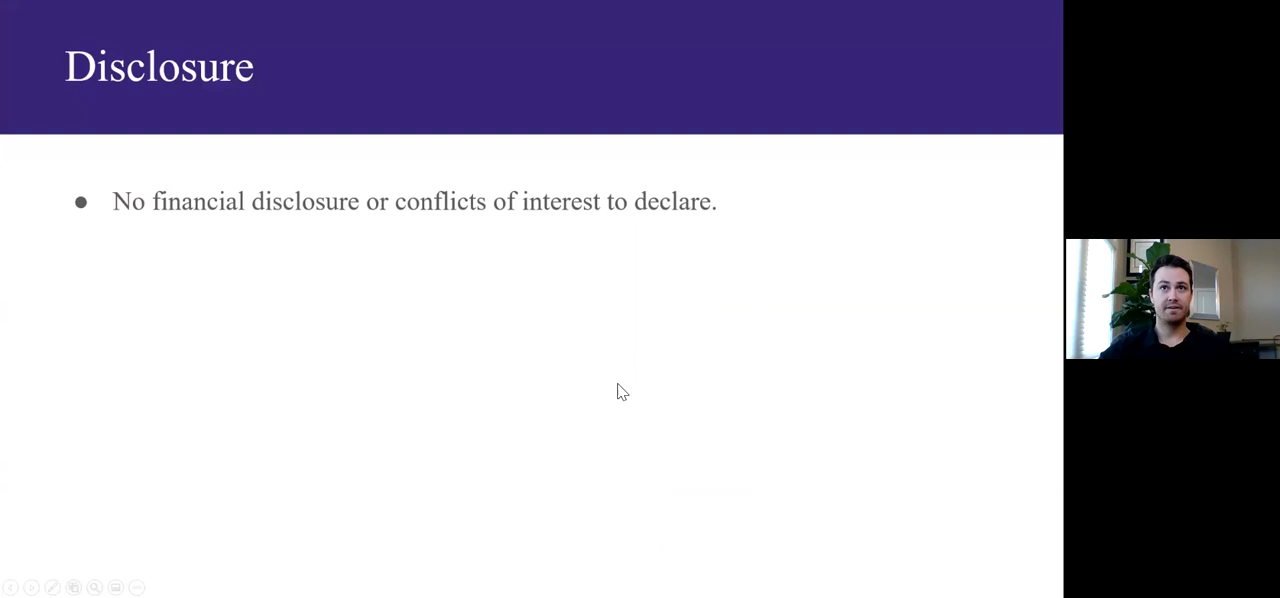 Disclosure
● No financial disclosure or conflicts of interest to declare.